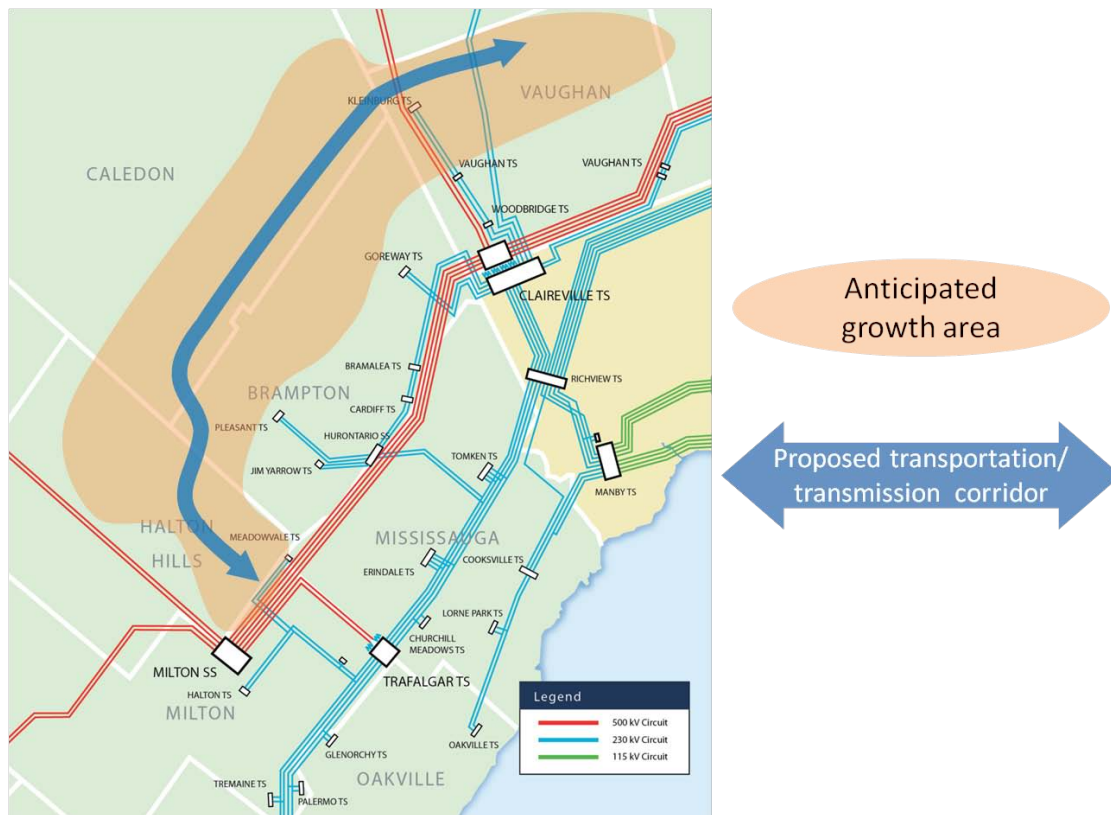 VAUGHAN
KLEINBURG TS
CALEDON
VAUGHAN TS
VAUGHAN TS
WOODBRIDGE TS
GOREWAY TS
CLAIREVILLE TS
BRAMALEA TS
RICHVIEW TS
BRAMPTON
CARDIFF TS
PLEASANT TS
HURONTARIO SS
TOMKEN TS
JIM YARROW TS
MANBY TS
HALTON
HILLS
MEADOWVALE TS
MISSISSAUGA
COOKSVILLE TS
ERINDALE TS
LORNE PARK TS
CHURCHILL
MEADOWS TS
MILTON SS
TRAFALGAR TS
HALTON TS
MILTON
GLENORCHY TS
OAKVILLE TS
OAKVILLE
TREMAINE TS
PALERMO TS
Legend
500 kV Circuit
230 kV Circuit
115 kV Circuit
Anticipated
growth area
Proposed transportation/
transmission corridor